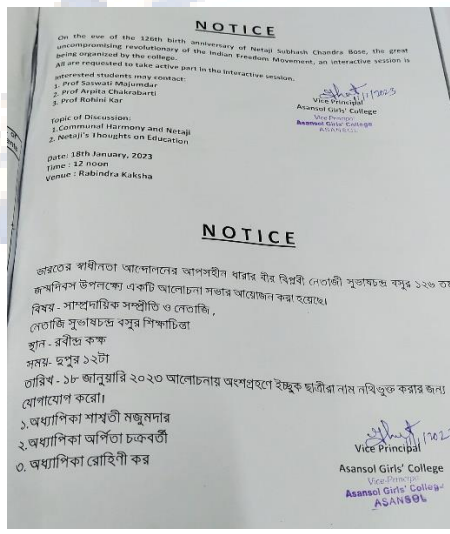 NOTICE
On the eve of the 126th birth anniversary of Netaji Subhash Chandra Bose, the great
uncompromising revolutionary of the Indian Freedom Movement, an interactive session is
being organized by the college.
All are requested to take active part in the interactive session.
Interested students may contact:
1. Prof Saswati Majumdar
2. Prof Arpita Chakrabarti
3. Prof Rohini Kar
Vice Principal
Asansol Girls' College
Vice-Principal
Asansol Girls' College
ASANSOL
Topic of Discussion:
1.Communal Harmony and Netaji
2. Netaji's Thoughts on Education
Date: 18th January, 2023
Time : 12 noon
Venue : Rabindra Kaksha
NOTICE
ভারতের স্বাধীনতা আন্দোলনের আপসহীন ধারার বীর বিপ্লবী নেতাজী সুভাষচন্দ্র বসুর ১২৬ তম
জন্মদিবস উপলক্ষ্যে একটি আলোচনা সভার আয়োজন করা হয়েছে।
বিষয় - সাম্প্রদায়িক সম্প্রীতি ও নেতাজি ,
নেতাজি সুভাষচন্দ্র বসুর শিক্ষাচিন্তা
স্থান - রবীন্দ্র কক্ষ
সময়- দুপুর ১২টা
তারিখ - ১৮ জানুয়ারি ২০২৩ আলোচনায় অংশগ্রহণে ইচ্ছুক ছাত্রীরা নাম নথিভুক্ত করার জন্য
যোগাযোগ করো।
১.অধ্যাপিকা শাশ্বতী মজুমদার
২.অধ্যাপিকা অর্পিতা চক্রবর্তী
৩. অধ্যাপিকা রোহিণী কর
Vice Principal
Asansol Girls' College
Vice-Principal
Asansol Girls' College
ASANSOL